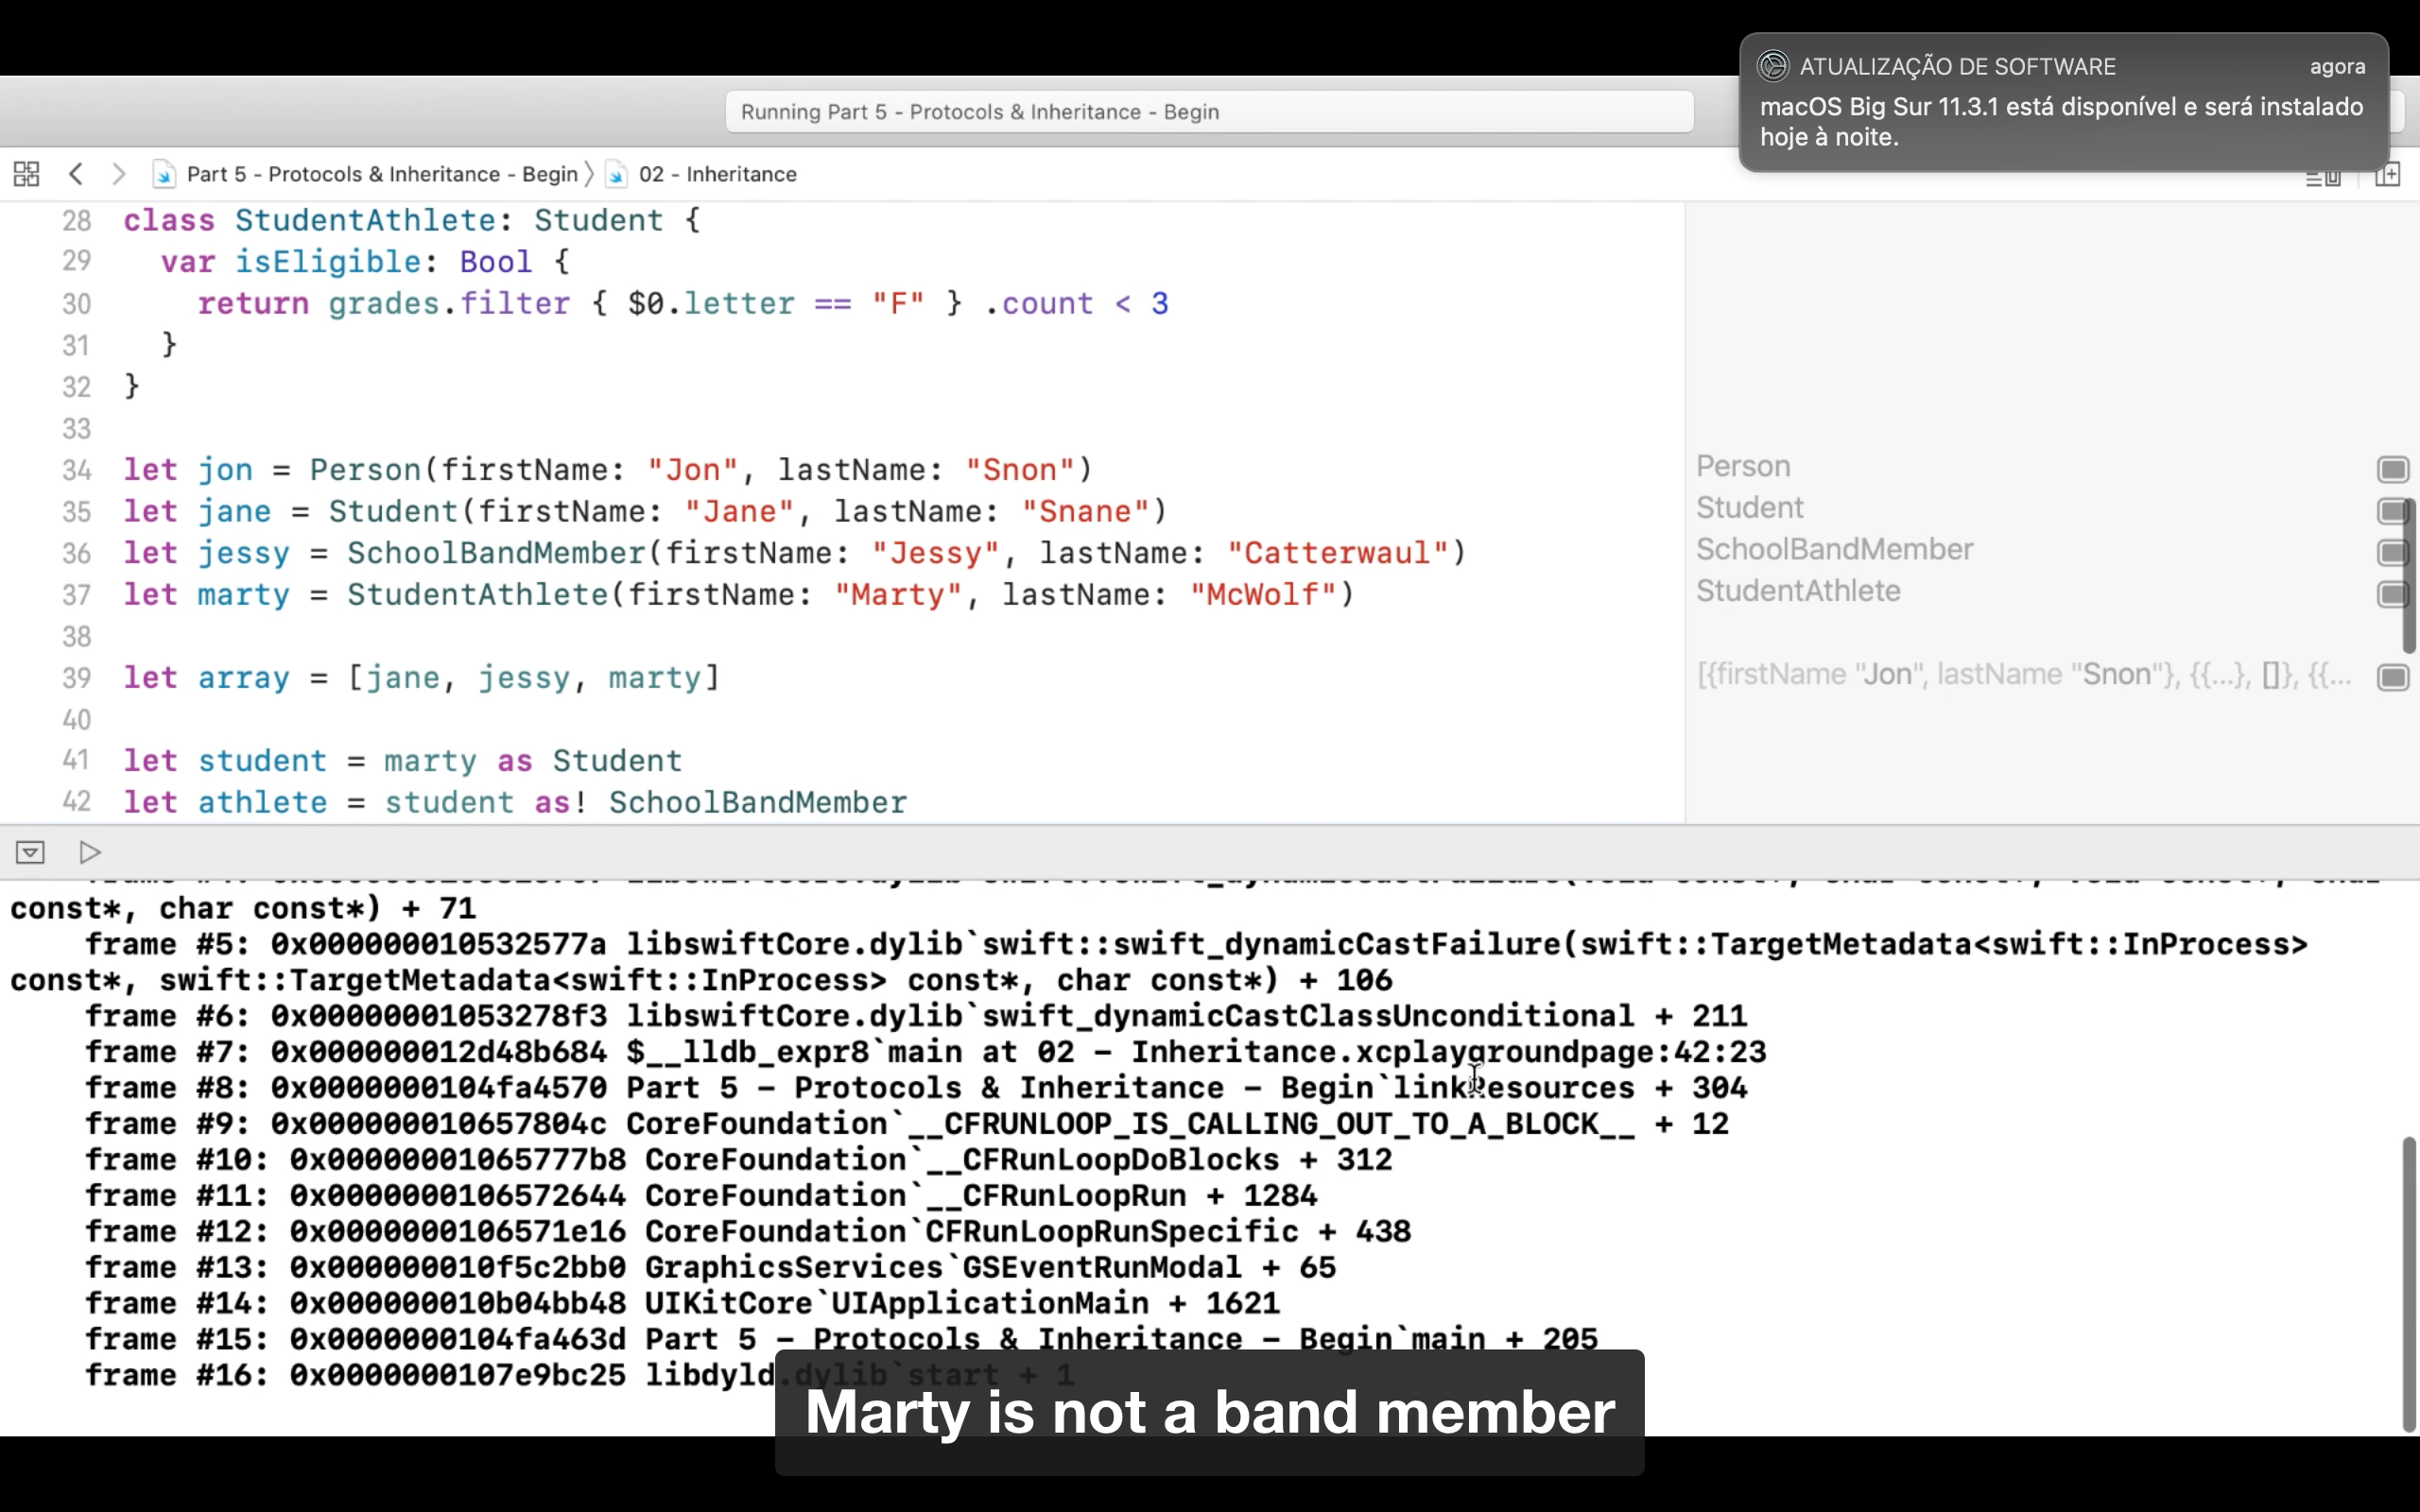 ATUALIZAÇÃO DE SOFTWARE agora
macOS Big Sur 11.3.1 está disponível e será instalado
hoje à noite.
Running Part 5 - Protocols & Inheritance - Begin
Part 5 - Protocols & Inheritance - Begin 〉 02 - Inheritance
28 class StudentAthlete: Student {
29 var isEligible: Bool {
30 return grades.filter { $0.letter == "F" } .count < 3
31 }
32 }
33
34 let jon = Person(firstName: "Jon", lastName: "Snon") Person
35 let jane = Student(firstName: "Jane", lastName: "Snane") Student
36 let jessy = SchoolBandMember(firstName: "Jessy", lastName: "Catterwaul") SchoolBandMember
37 let marty = StudentAthlete(firstName: "Marty", lastName: "McWolf") StudentAthlete
38
39 let array = [jane, jessy, marty] [{firstName "Jon", lastName "Snon"}, {{...}, []}, {{...
40
41 let student = marty as Student
42 let athlete = student as! SchoolBandMember
const*, char const*) + 71
frame #5: 0x000000010532577a libswiftCore.dylib`swift::swift_dynamicCastFailure(swift::TargetMetadata<swift::InProcess>
const*, swift::TargetMetadata<swift::InProcess> const*, char const*) + 106
frame #6: 0x00000001053278f3 libswiftCore.dylib`swift_dynamicCastClassUnconditional + 211
frame #7: 0x000000012d48b684 $__lldb_expr8`main at 02 - Inheritance.xcplaygroundpage:42:23
frame #8: 0x0000000104fa4570 Part 5 - Protocols & Inheritance - Begin`linkResources + 304
frame #9: 0x000000010657804c CoreFoundation`__CFRUNLOOP_IS_CALLING_OUT_TO_A_BLOCK__ + 12
frame #10: 0x00000001065777b8 CoreFoundation`__CFRunLoopDoBlocks + 312
frame #11: 0x0000000106572644 CoreFoundation`__CFRunLoopRun + 1284
frame #12: 0x0000000106571e16 CoreFoundation`CFRunLoopRunSpecific + 438
frame #13: 0x000000010f5c2bb0 GraphicsServices`GSEventRunModal + 65
frame #14: 0x000000010b04bb48 UIKitCore`UIApplicationMain + 1621
frame #15: 0x0000000104fa463d Part 5 - Protocols & Inheritance - Begin`main + 205
frame #16: 0x0000000107e9bc25 libdyld.dylib`start + 1
Marty is not a band member